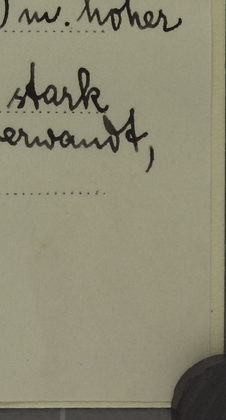 ) m. hoher
stark
erwandt,